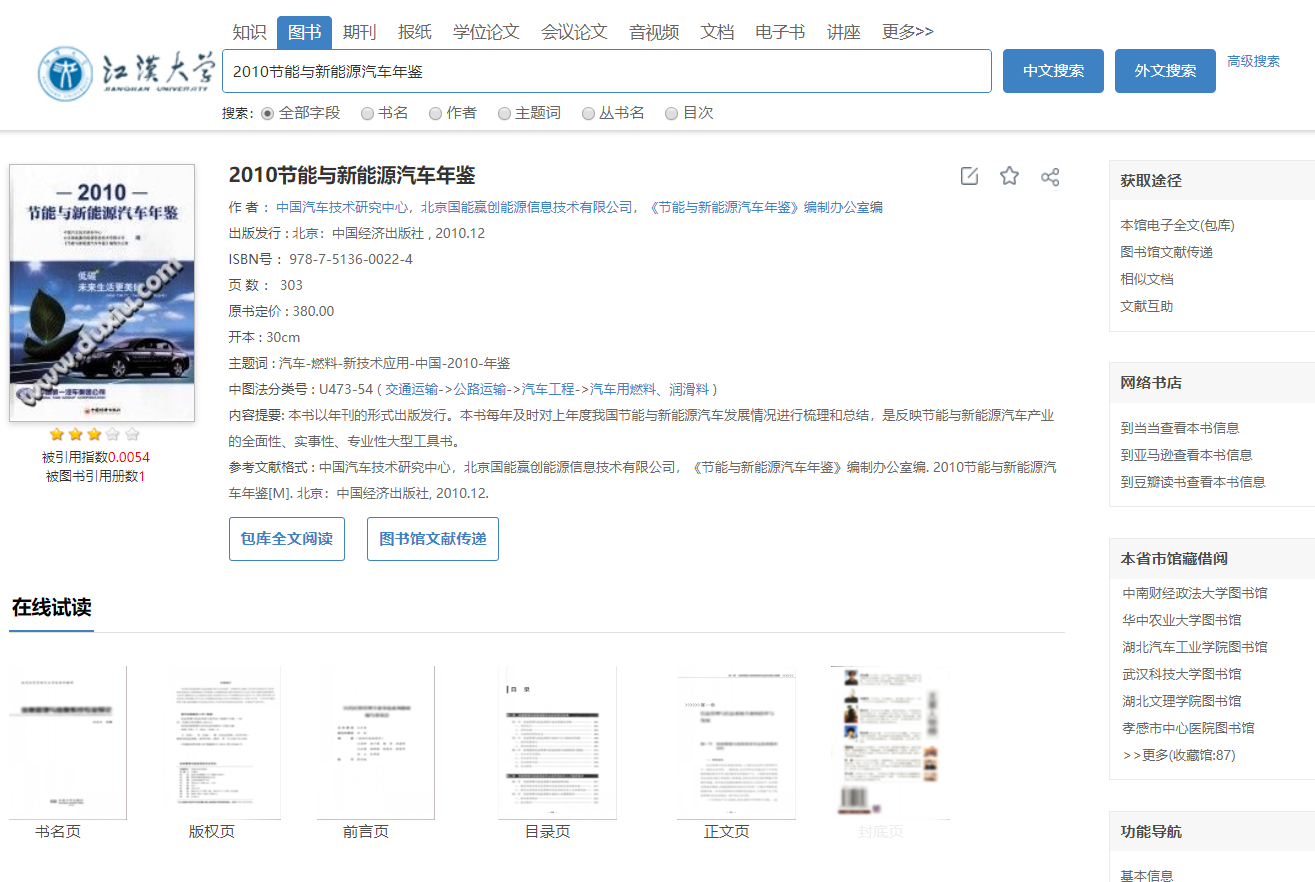 知识 图书 期刊 报纸 学位论文 会议论文 音视频 文档 电子书 讲座 更多>>
江汉大学
JIANGHAN UNIVERSITY
2010节能与新能源汽车年鉴
中文搜索 外文搜索 高级搜索
搜索: 全部字段 书名 作者 主题词 丛书名 目次
2010
节能与新能源汽车年鉴
低碳
未来生活更美
www.duxiu.com
中国经济出版社
被引用指数0.0054
被图书引用册数1
2010节能与新能源汽车年鉴
作 者 : 中国汽车技术研究中心，北京国能赢创能源信息技术有限公司，《节能与新能源汽车年鉴》编制办公室编
出版发行 : 北京：中国经济出版社 , 2010.12
ISBN号 : 978-7-5136-0022-4
页 数 : 303
原书定价 : 380.00
开本 : 30cm
主题词 : 汽车-燃料-新技术应用-中国-2010-年鉴
中图法分类号 : U473-54 ( 交通运输->公路运输->汽车工程->汽车用燃料、润滑料 )
内容提要: 本书以年刊的形式出版发行。本书每年及时对上年度我国节能与新能源汽车发展情况进行梳理和总结，是反映节能与新能源汽车产业
的全面性、实事性、专业性大型工具书。
参考文献格式 : 中国汽车技术研究中心，北京国能赢创能源信息技术有限公司，《节能与新能源汽车年鉴》编制办公室编. 2010节能与新能源汽
车年鉴[M]. 北京：中国经济出版社, 2010.12.
包库全文阅读 图书馆文献传递
在线试读
目 录
书名页 版权页 前言页 目录页 正文页 封底页
获取途径
本馆电子全文(包库)
图书馆文献传递
相似文档
文献互助
网络书店
到当当查看本书信息
到亚马逊查看本书信息
到豆瓣读书查看本书信息
本省市馆藏借阅
中南财经政法大学图书馆
华中农业大学图书馆
湖北汽车工业学院图书馆
武汉科技大学图书馆
湖北文理学院图书馆
孝感市中心医院图书馆
>>更多(收藏馆:87)
功能导航
基本信息